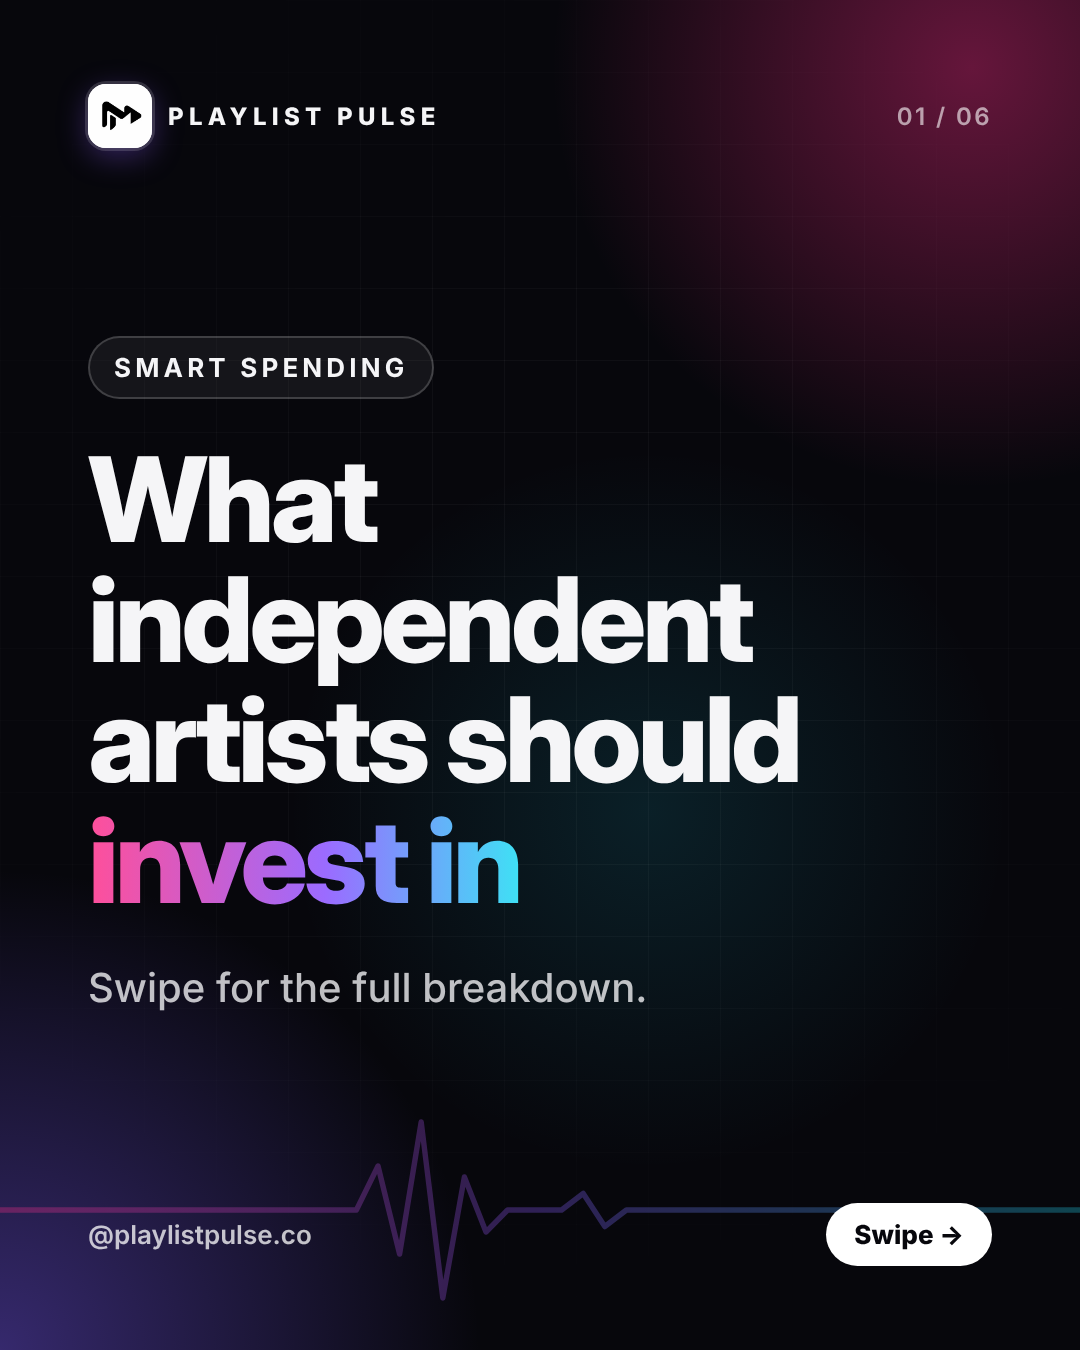 PLAYLIST PULSE
01 / 06
SMART SPENDING
What
independent
artists should
invest in
Swipe for the full breakdown.
@playlistpulse.co
Swipe →